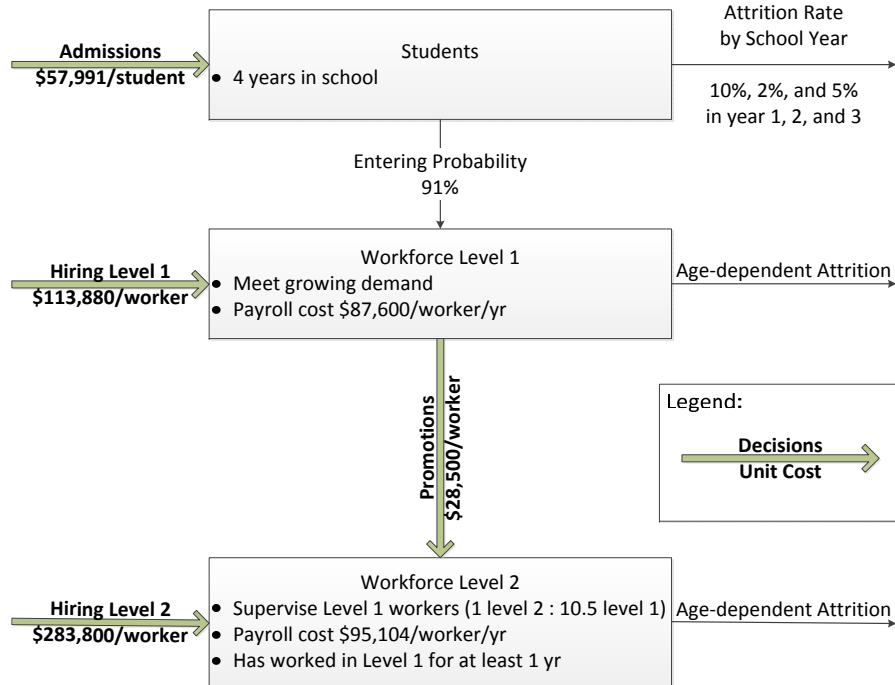 Admissions
$57,991/student
Students
• 4 years in school
Attrition Rate
by School Year
10%, 2%, and 5%
in year 1, 2, and 3
Entering Probability
91%
Hiring Level 1
$113,880/worker
Workforce Level 1
• Meet growing demand
• Payroll cost $87,600/worker/yr
Age-dependent Attrition
Promotions
$28,500/worker
Legend:
Decisions
Unit Cost
Hiring Level 2
$283,800/worker
Workforce Level 2
• Supervise Level 1 workers (1 level 2 : 10.5 level 1)
• Payroll cost $95,104/worker/yr
• Has worked in Level 1 for at least 1 yr
Age-dependent Attrition